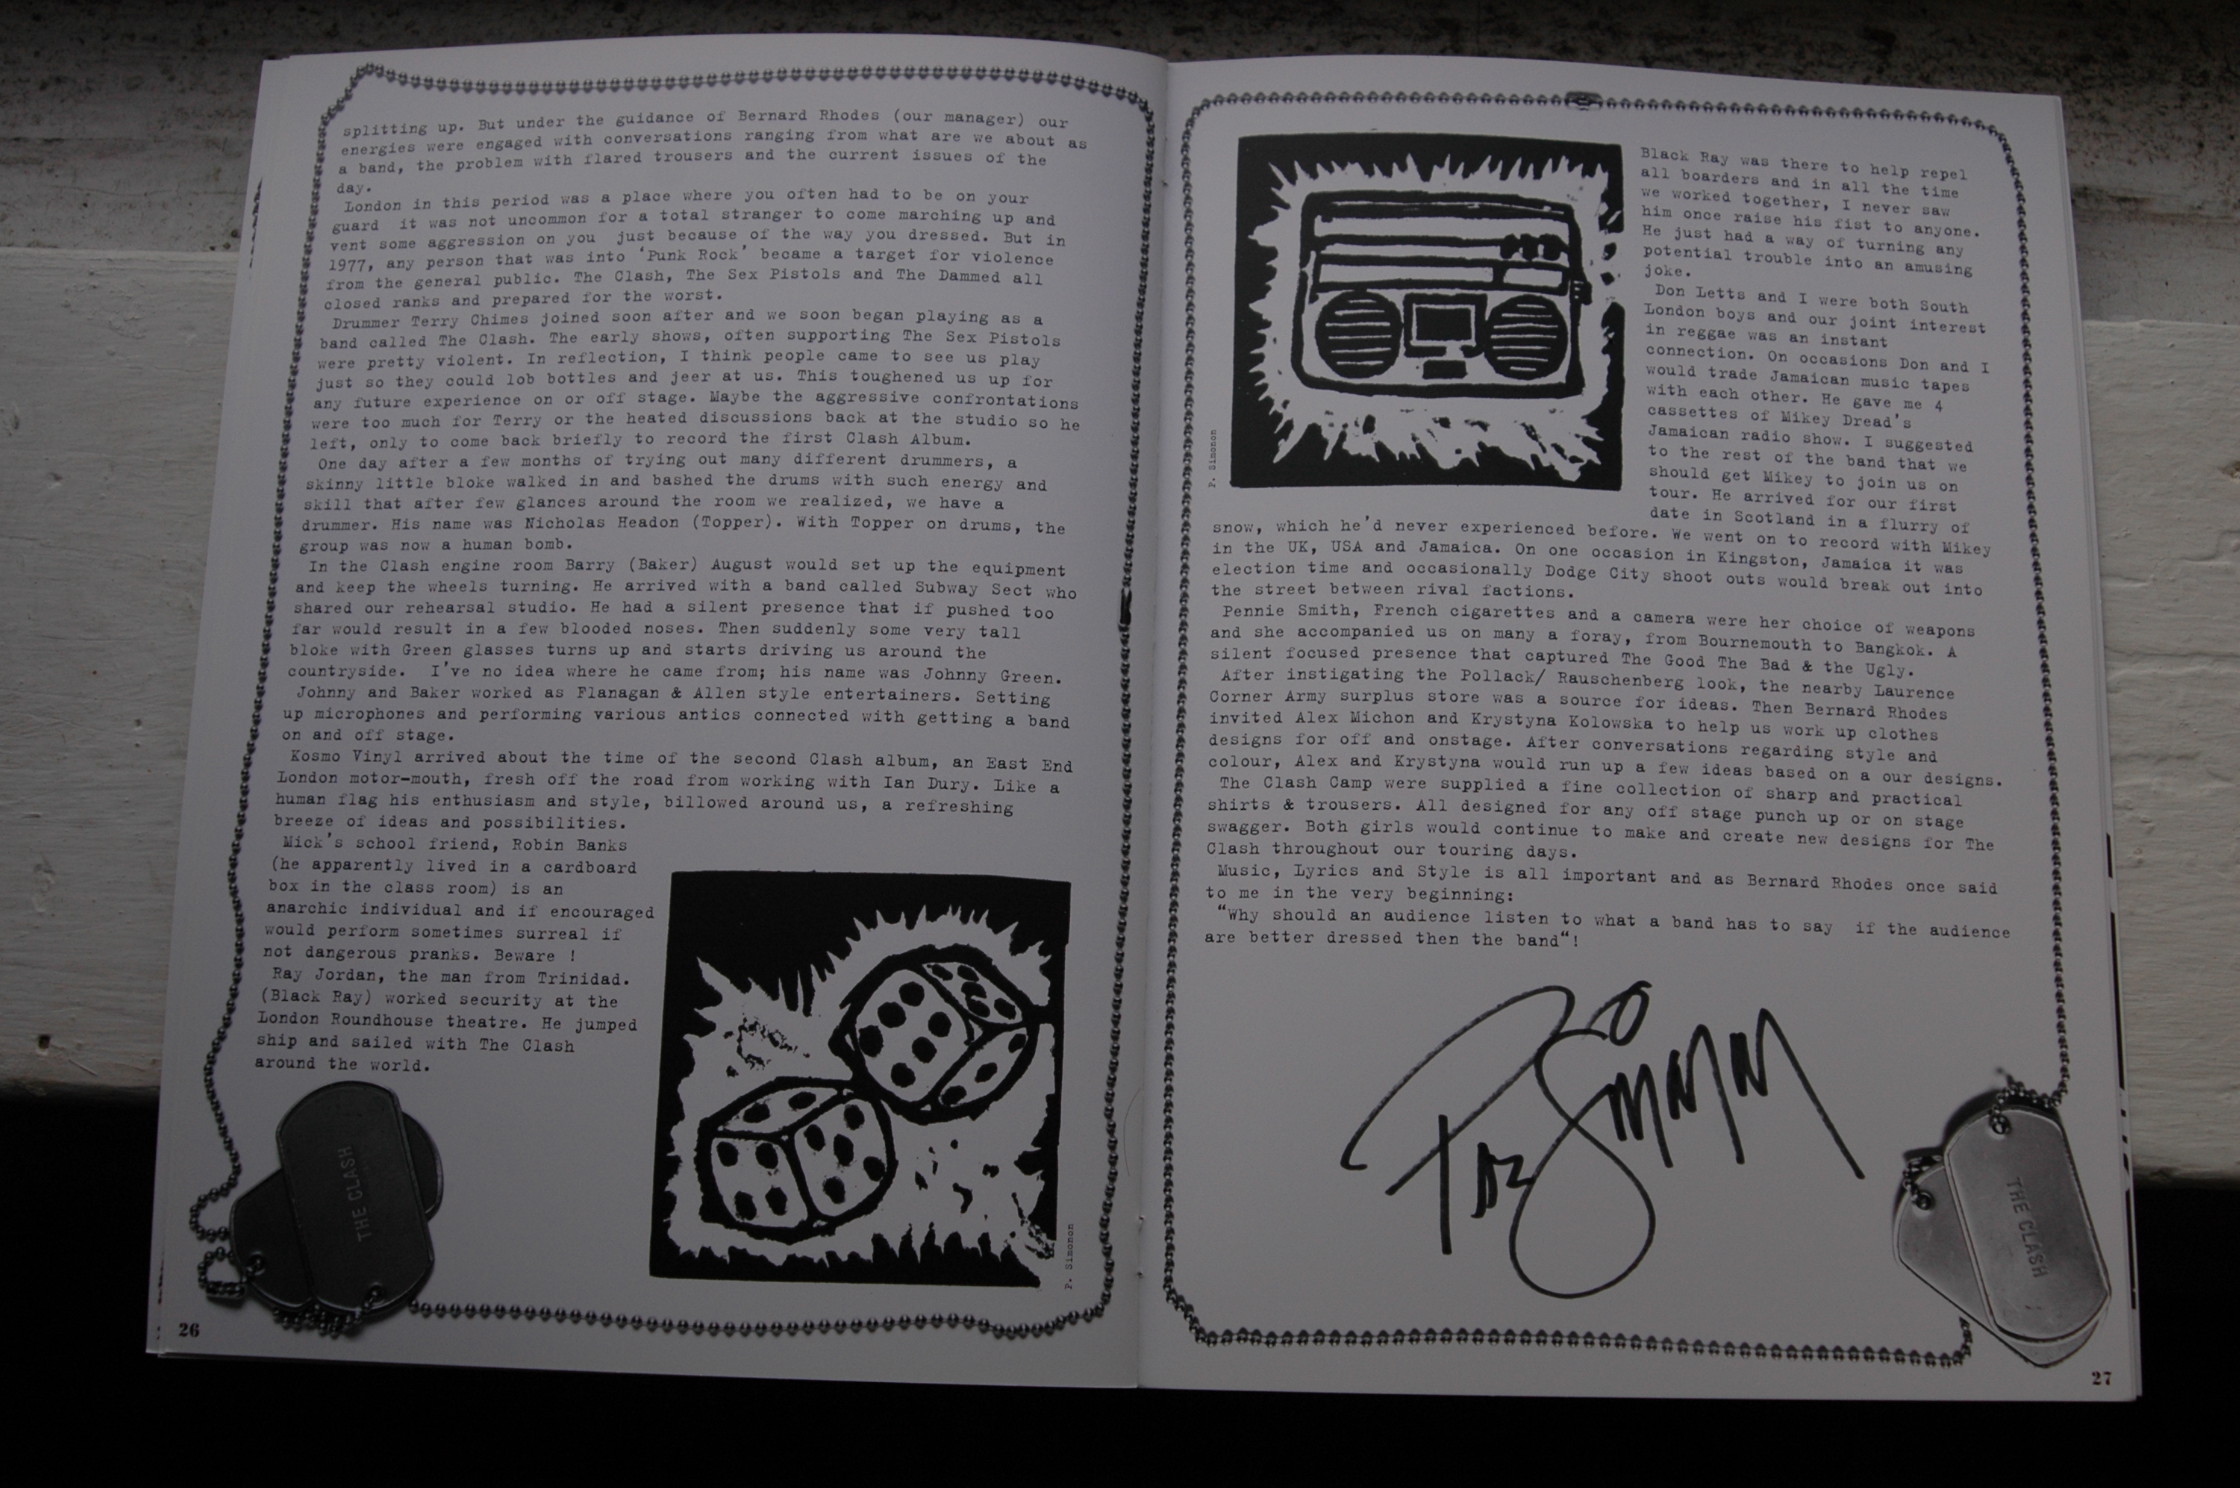 splitting up. But under the guidance of Bernard Rhodes (our manager) our
energies were engaged with conversations ranging from what are we about as
a band, the problem with flared trousers and the current issues of the
day.
London in this period was a place where you often had to be on your
guard it was not uncommon for a total stranger to come marching up and
vent some aggression on you just because of the way you dressed. But in
1977, any person that was into 'Punk Rock' became a target for violence
from the general public. The Clash, The Sex Pistols and The Dammed all
closed ranks and prepared for the worst.
Drummer Terry Chimes joined soon after and we soon began playing as a
band called The Clash. The early shows, often supporting The Sex Pistols
were pretty violent. In reflection, I think people came to see us play
just so they could lob bottles and jeer at us. This toughened us up for
any future experience on or off stage. Maybe the aggressive confrontations
were too much for Terry or the heated discussions back at the studio so he
left, only to come back briefly to record the first Clash Album.
One day after a few months of trying out many different drummers, a
skinny little bloke walked in and bashed the drums with such energy and
skill that after few glances around the room we realized, we have a
drummer. His name was Nicholas Headon (Topper). With Topper on drums, the
group was now a human bomb.
In the Clash engine room Barry (Baker) August would set up the equipment
and keep the wheels turning. He arrived with a band called Subway Sect who
shared our rehearsal studio. He had a silent presence that if pushed too
far would result in a few blooded noses. Then suddenly some very tall
bloke with Green glasses turns up and starts driving us around the
countryside. I've no idea where he came from; his name was Johnny Green.
Johnny and Baker worked as Flanagan & Allen style entertainers. Setting
up microphones and performing various antics connected with getting a band
on and off stage.
Kosmo Vinyl arrived about the time of the second Clash album, an East End
London motor-mouth, fresh off the road from working with Ian Dury. Like a
human flag his enthusiasm and style, billowed around us, a refreshing
breeze of ideas and possibilities.
Mick's school friend, Robin Banks
(he apparently lived in a cardboard
box in the class room) is an
anarchic individual and if encouraged
would perform sometimes surreal if
not dangerous pranks. Beware !
Ray Jordan, the man from Trinidad.
(Black Ray) worked security at the
London Roundhouse theatre. He jumped
ship and sailed with The Clash
around the world.
P. Simonon
THE CLASH
26
P. Simonon
Black Ray was there to help repel
all boarders and in all the time
we worked together, I never saw
him once raise his fist to anyone.
He just had a way of turning any
potential trouble into an amusing
joke.
Don Letts and I were both South
London boys and our joint interest
in reggae was an instant
connection. On occasions Don and I
would trade Jamaican music tapes
with each other. He gave me 4
cassettes of Mikey Dread's
Jamaican radio show. I suggested
to the rest of the band that we
should get Mikey to join us on
tour. He arrived for our first
date in Scotland in a flurry of
snow, which he'd never experienced before. We went on to record with Mikey
in the UK, USA and Jamaica. On one occasion in Kingston, Jamaica it was
election time and occasionally Dodge City shoot outs would break out into
the street between rival factions.
Pennie Smith, French cigarettes and a camera were her choice of weapons
and she accompanied us on many a foray, from Bournemouth to Bangkok. A
silent focused presence that captured The Good The Bad & the Ugly.
After instigating the Pollack/ Rauschenberg look, the nearby Laurence
Corner Army surplus store was a source for ideas. Then Bernard Rhodes
invited Alex Michon and Krystyna Kolowska to help us work up clothes
designs for off and onstage. After conversations regarding style and
colour, Alex and Krystyna would run up a few ideas based on a our designs.
The Clash Camp were supplied a fine collection of sharp and practical
shirts & trousers. All designed for any off stage punch up or on stage
swagger. Both girls would continue to make and create new designs for The
Clash throughout our touring days.
Music, Lyrics and Style is all important and as Bernard Rhodes once said
to me in the very beginning:
“Why should an audience listen to what a band has to say if the audience
are better dressed then the band“!
Paul Simonon
THE CLASH
27